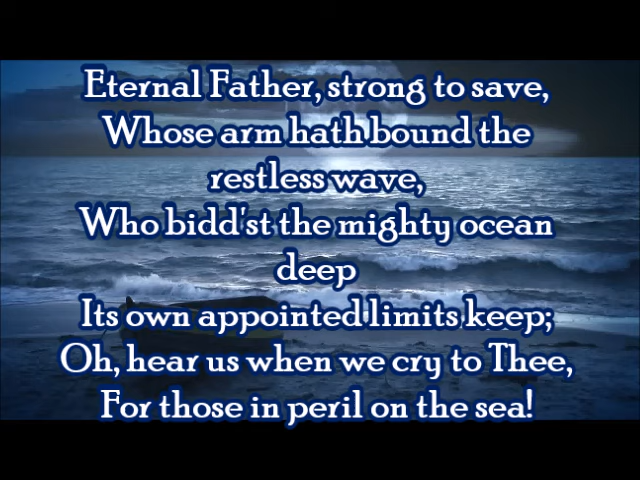 Eternal Father, strong to save,
Whose arm hath bound the
restless wave,
Who bidd'st the mighty ocean
deep
Its own appointed limits keep;
Oh, hear us when we cry to Thee,
For those in peril on the sea!